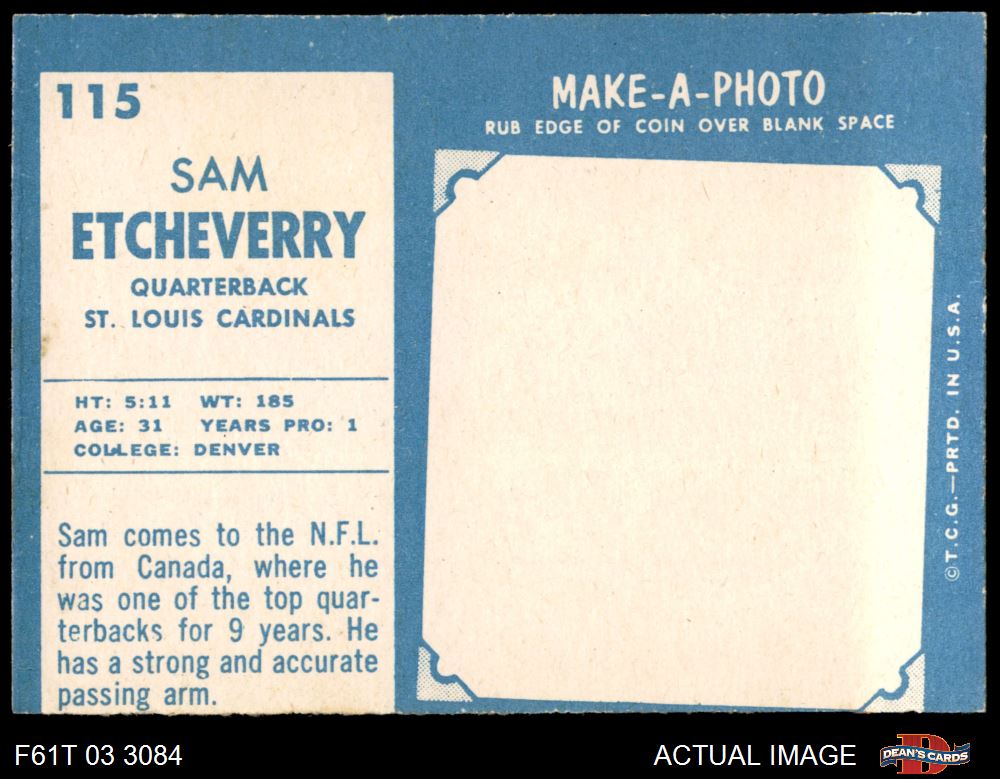 115
SAM
ETCHEVERRY
QUARTERBACK
ST. LOUIS CARDINALS
HT: 5:11 WT: 185
AGE: 31 YEARS PRO: 1
COLLEGE: DENVER
Sam comes to the N.F.L.
from Canada, where he
was one of the top quar-
terbacks for 9 years. He
has a strong and accurate
passing arm.
MAKE-A-PHOTO
RUB EDGE OF COIN OVER BLANK SPACE
©T.C.G.—PRTD. IN U.S.A.
F61T 03 3084
ACTUAL IMAGE
DEAN'S CARDS